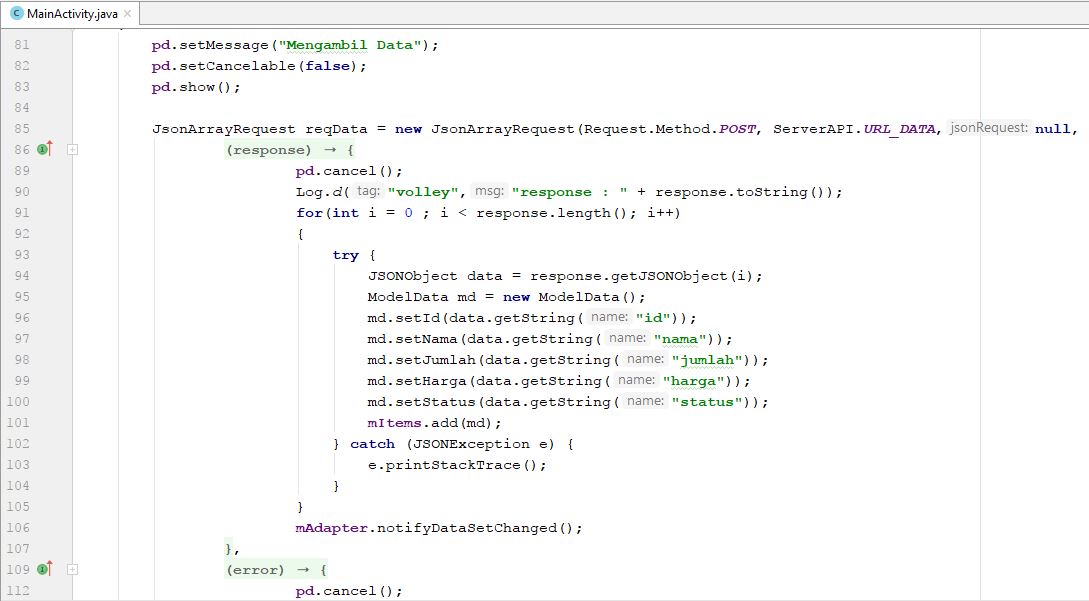 MainActivity.java
81 pd.setMessage("Mengambil Data");
82 pd.setCancelable(false);
83 pd.show();
84
85 JsonArrayRequest reqData = new JsonArrayRequest(Request.Method.POST, ServerAPI.URL_DATA, jsonRequest: null,
86 (response) → {
89 pd.cancel();
90 Log.d( tag: "volley", msg: "response : " + response.toString());
91 for(int i = 0 ; i < response.length(); i++)
92 {
93 try {
94 JSONObject data = response.getJSONObject(i);
95 ModelData md = new ModelData();
96 md.setId(data.getString( name: "id"));
97 md.setNama(data.getString( name: "nama"));
98 md.setJumlah(data.getString( name: "jumlah"));
99 md.setHarga(data.getString( name: "harga"));
100 md.setStatus(data.getString( name: "status"));
101 mItems.add(md);
102 } catch (JSONException e) {
103 e.printStackTrace();
104 }
105 }
106 mAdapter.notifyDataSetChanged();
107 },
109 (error) → {
112 pd.cancel();